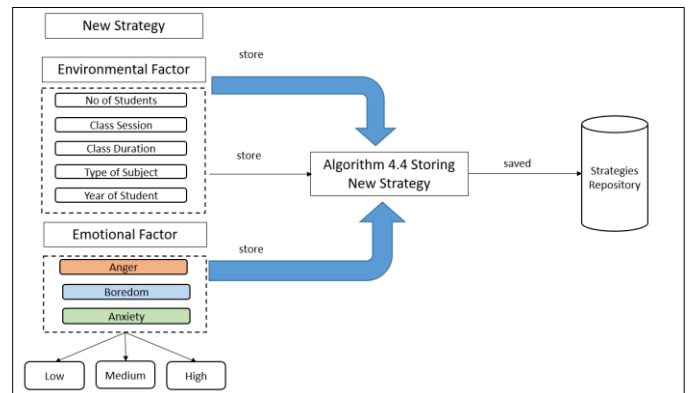 New Strategy
store
Environmental Factor
No of Students
Class Session
Class Duration
Type of Subject
Year of Student
store
Algorithm 4.4 Storing
New Strategy
saved
Strategies
Repository
Emotional Factor
store
Anger
Boredom
Anxiety
Low
Medium
High